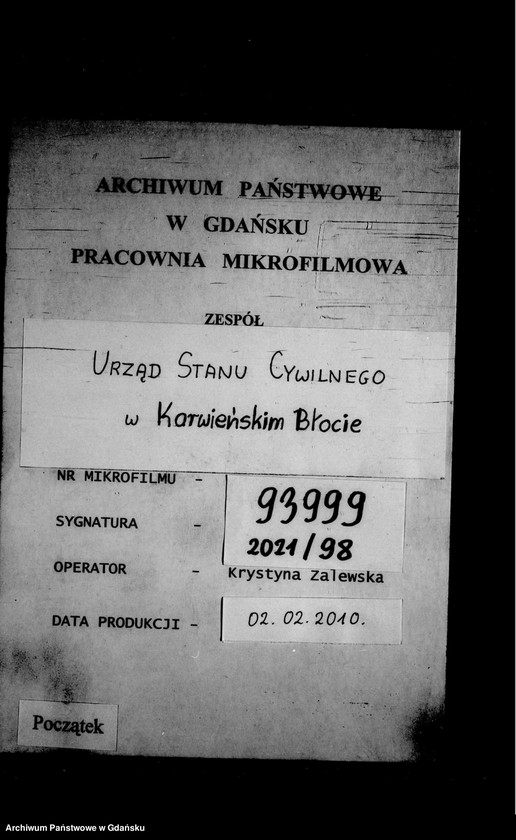 ARCHIWUM PAŃSTWOWE
W GDAŃSKU
PRACOWNIA MIKROFILMOWA
ZESPÓŁ
URZĄD STANU CYWILNEGO
w Karwieńskim Błocie
NR MIKROFILMU - 93999
SYGNATURA - 2021/98
OPERATOR - Krystyna Zalewska
DATA PRODUKCJI - 02.02.2010.
Początek
Archiwum Państwowe w Gdańsku